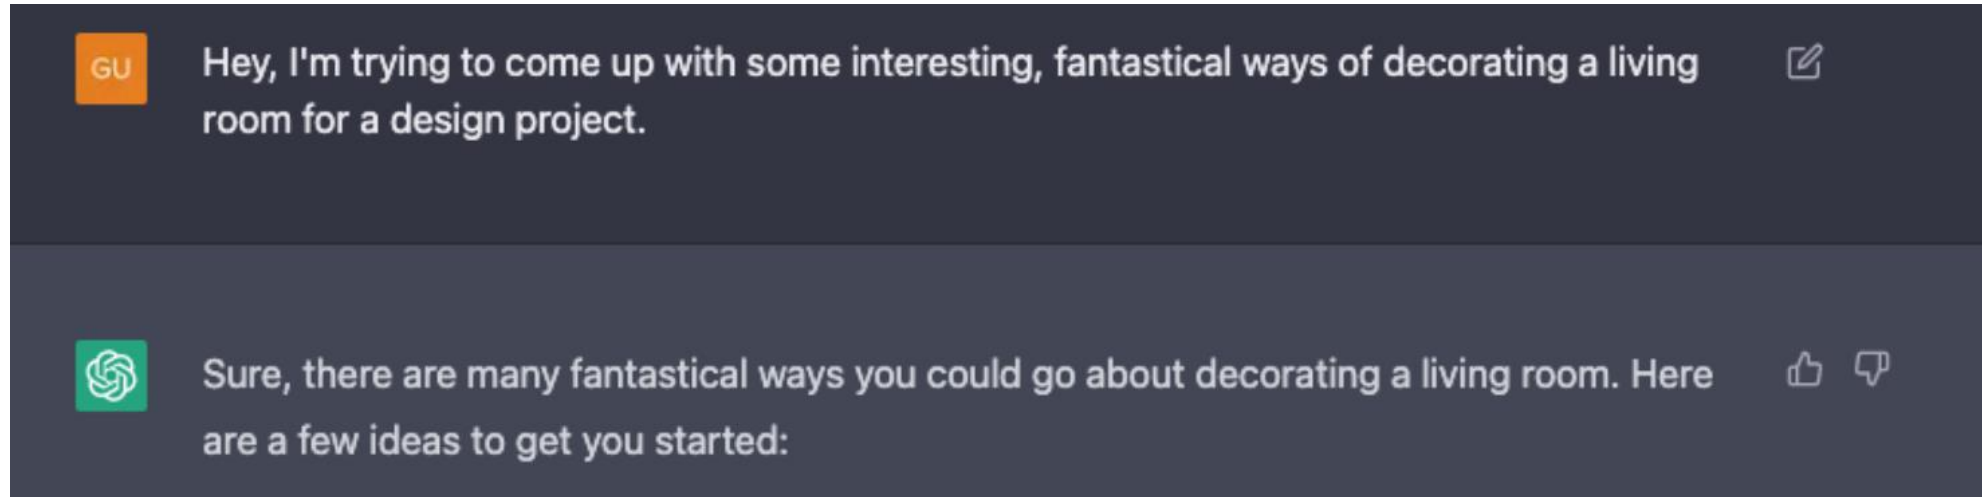 GU
Hey, I'm trying to come up with some interesting, fantastical ways of decorating a living
room for a design project.
Sure, there are many fantastical ways you could go about decorating a living room. Here
are a few ideas to get you started: